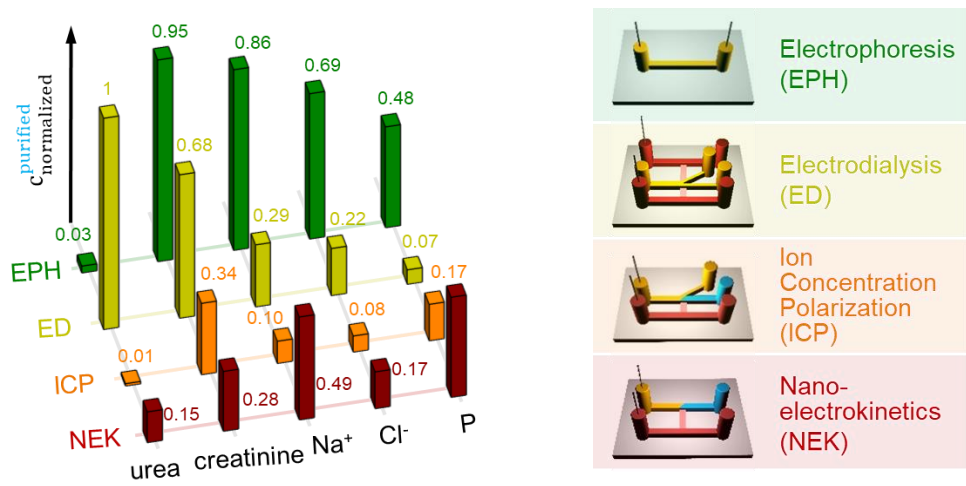 c purified normalized
0.95
0.86
0.69
0.48
0.03
EPH
1
0.68
0.29
0.22
0.07
ED
0.34
0.10
0.08
0.17
0.01
ICP
0.15
0.28
0.49
0.17
NEK
urea
creatinine
Na⁺
Cl⁻
P
Electrophoresis
(EPH)
Electrodialysis
(ED)
Ion
Concentration
Polarization
(ICP)
Nano-
electrokinetics
(NEK)